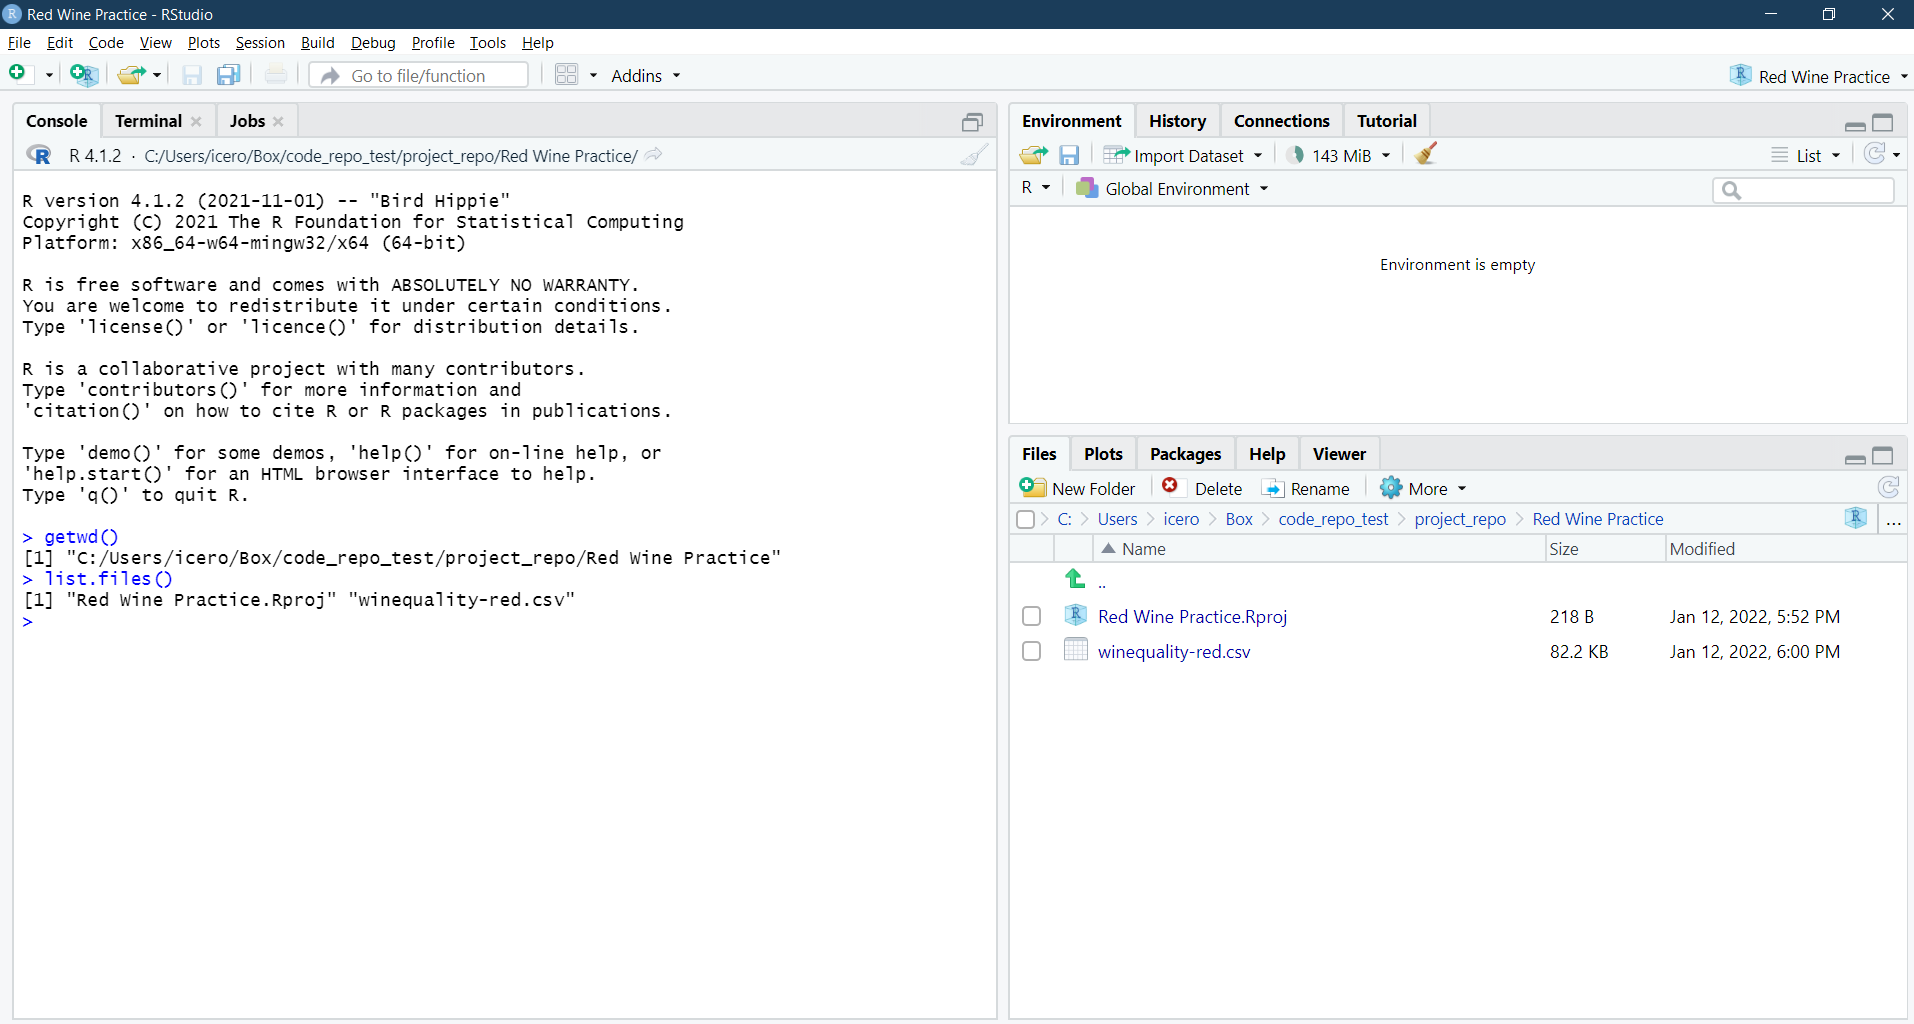 Red Wine Practice - RStudio
File Edit Code View Plots Session Build Debug Profile Tools Help
Go to file/function Addins Red Wine Practice
Console Terminal Jobs
R 4.1.2 · C:/Users/icero/Box/code_repo_test/project_repo/Red Wine Practice/
R version 4.1.2 (2021-11-01) -- "Bird Hippie"
Copyright (C) 2021 The R Foundation for Statistical Computing
Platform: x86_64-w64-mingw32/x64 (64-bit)
R is free software and comes with ABSOLUTELY NO WARRANTY.
You are welcome to redistribute it under certain conditions.
Type 'license()' or 'licence()' for distribution details.
R is a collaborative project with many contributors.
Type 'contributors()' for more information and
'citation()' on how to cite R or R packages in publications.
Type 'demo()' for some demos, 'help()' for on-line help, or
'help.start()' for an HTML browser interface to help.
Type 'q()' to quit R.
> getwd()
[1] "C:/Users/icero/Box/code_repo_test/project_repo/Red Wine Practice"
> list.files()
[1] "Red Wine Practice.Rproj" "winequality-red.csv"
>
Environment History Connections Tutorial
Import Dataset 143 MiB List
R Global Environment
Environment is empty
Files Plots Packages Help Viewer
New Folder Delete Rename More
C: Users icero Box code_repo_test project_repo Red Wine Practice ...
Name Size Modified
..
Red Wine Practice.Rproj 218 B Jan 12, 2022, 5:52 PM
winequality-red.csv 82.2 KB Jan 12, 2022, 6:00 PM